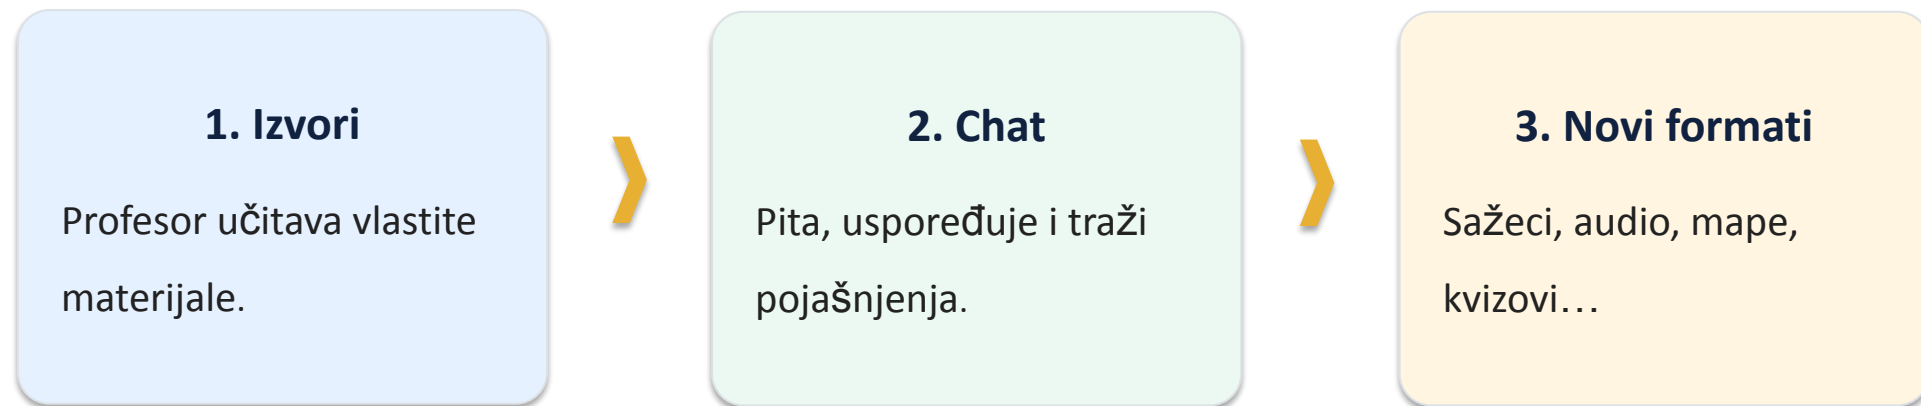 1. Izvori
Profesor učitava vlastite
materijale.
2. Chat
Pita, uspoređuje i traži
pojašnjenja.
3. Novi formati
Sažeci, audio, mape,
kvizovi…